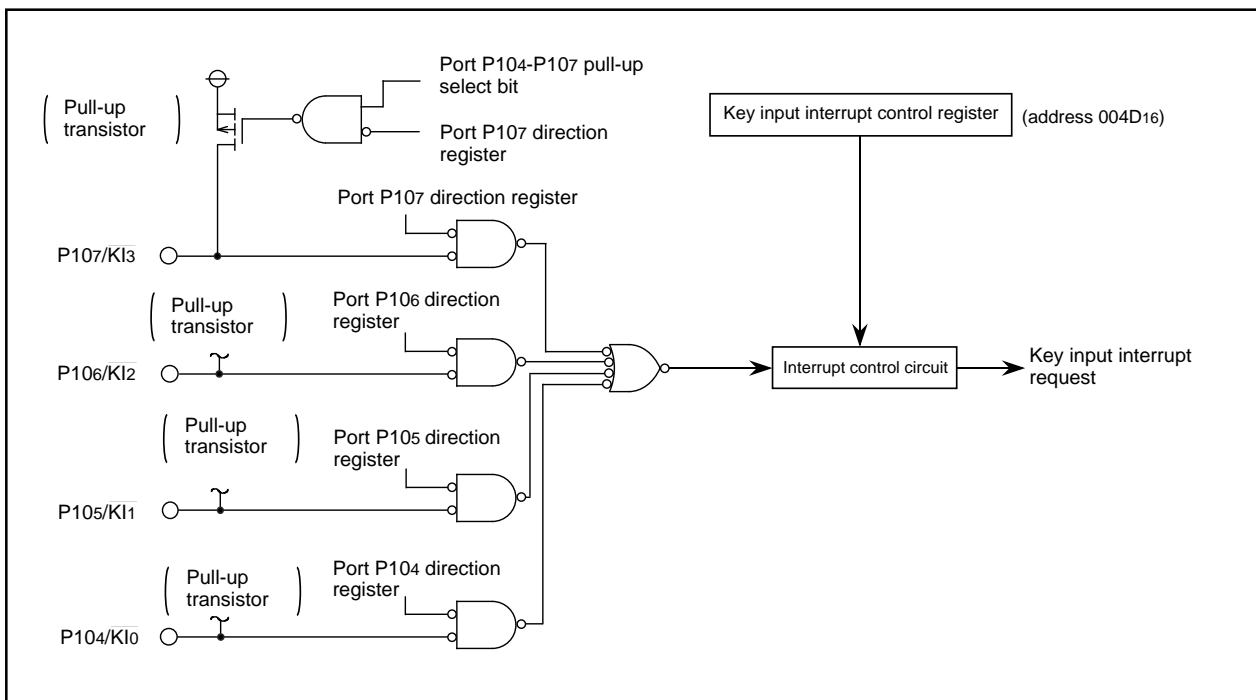 Port P104-P107 pull-up
select bit
Pull-up
transistor
Port P107 direction
register
Key input interrupt control register
(address 004D16)
Port P107 direction register
P107/KI3
Pull-up
transistor
Port P106 direction
register
P106/KI2
Interrupt control circuit
Key input interrupt
request
Pull-up
transistor
Port P105 direction
register
P105/KI1
Pull-up
transistor
Port P104 direction
register
P104/KI0